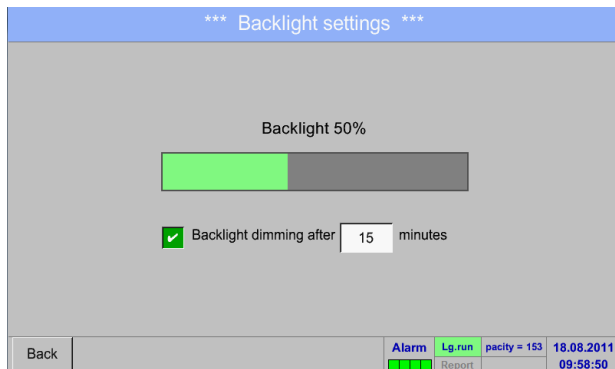 *** Backlight settings ***
Backlight 50%
Backlight dimming after 15 minutes
Back
Alarm
Lg.run
pacity = 153
18.08.2011
Report
09:58:50